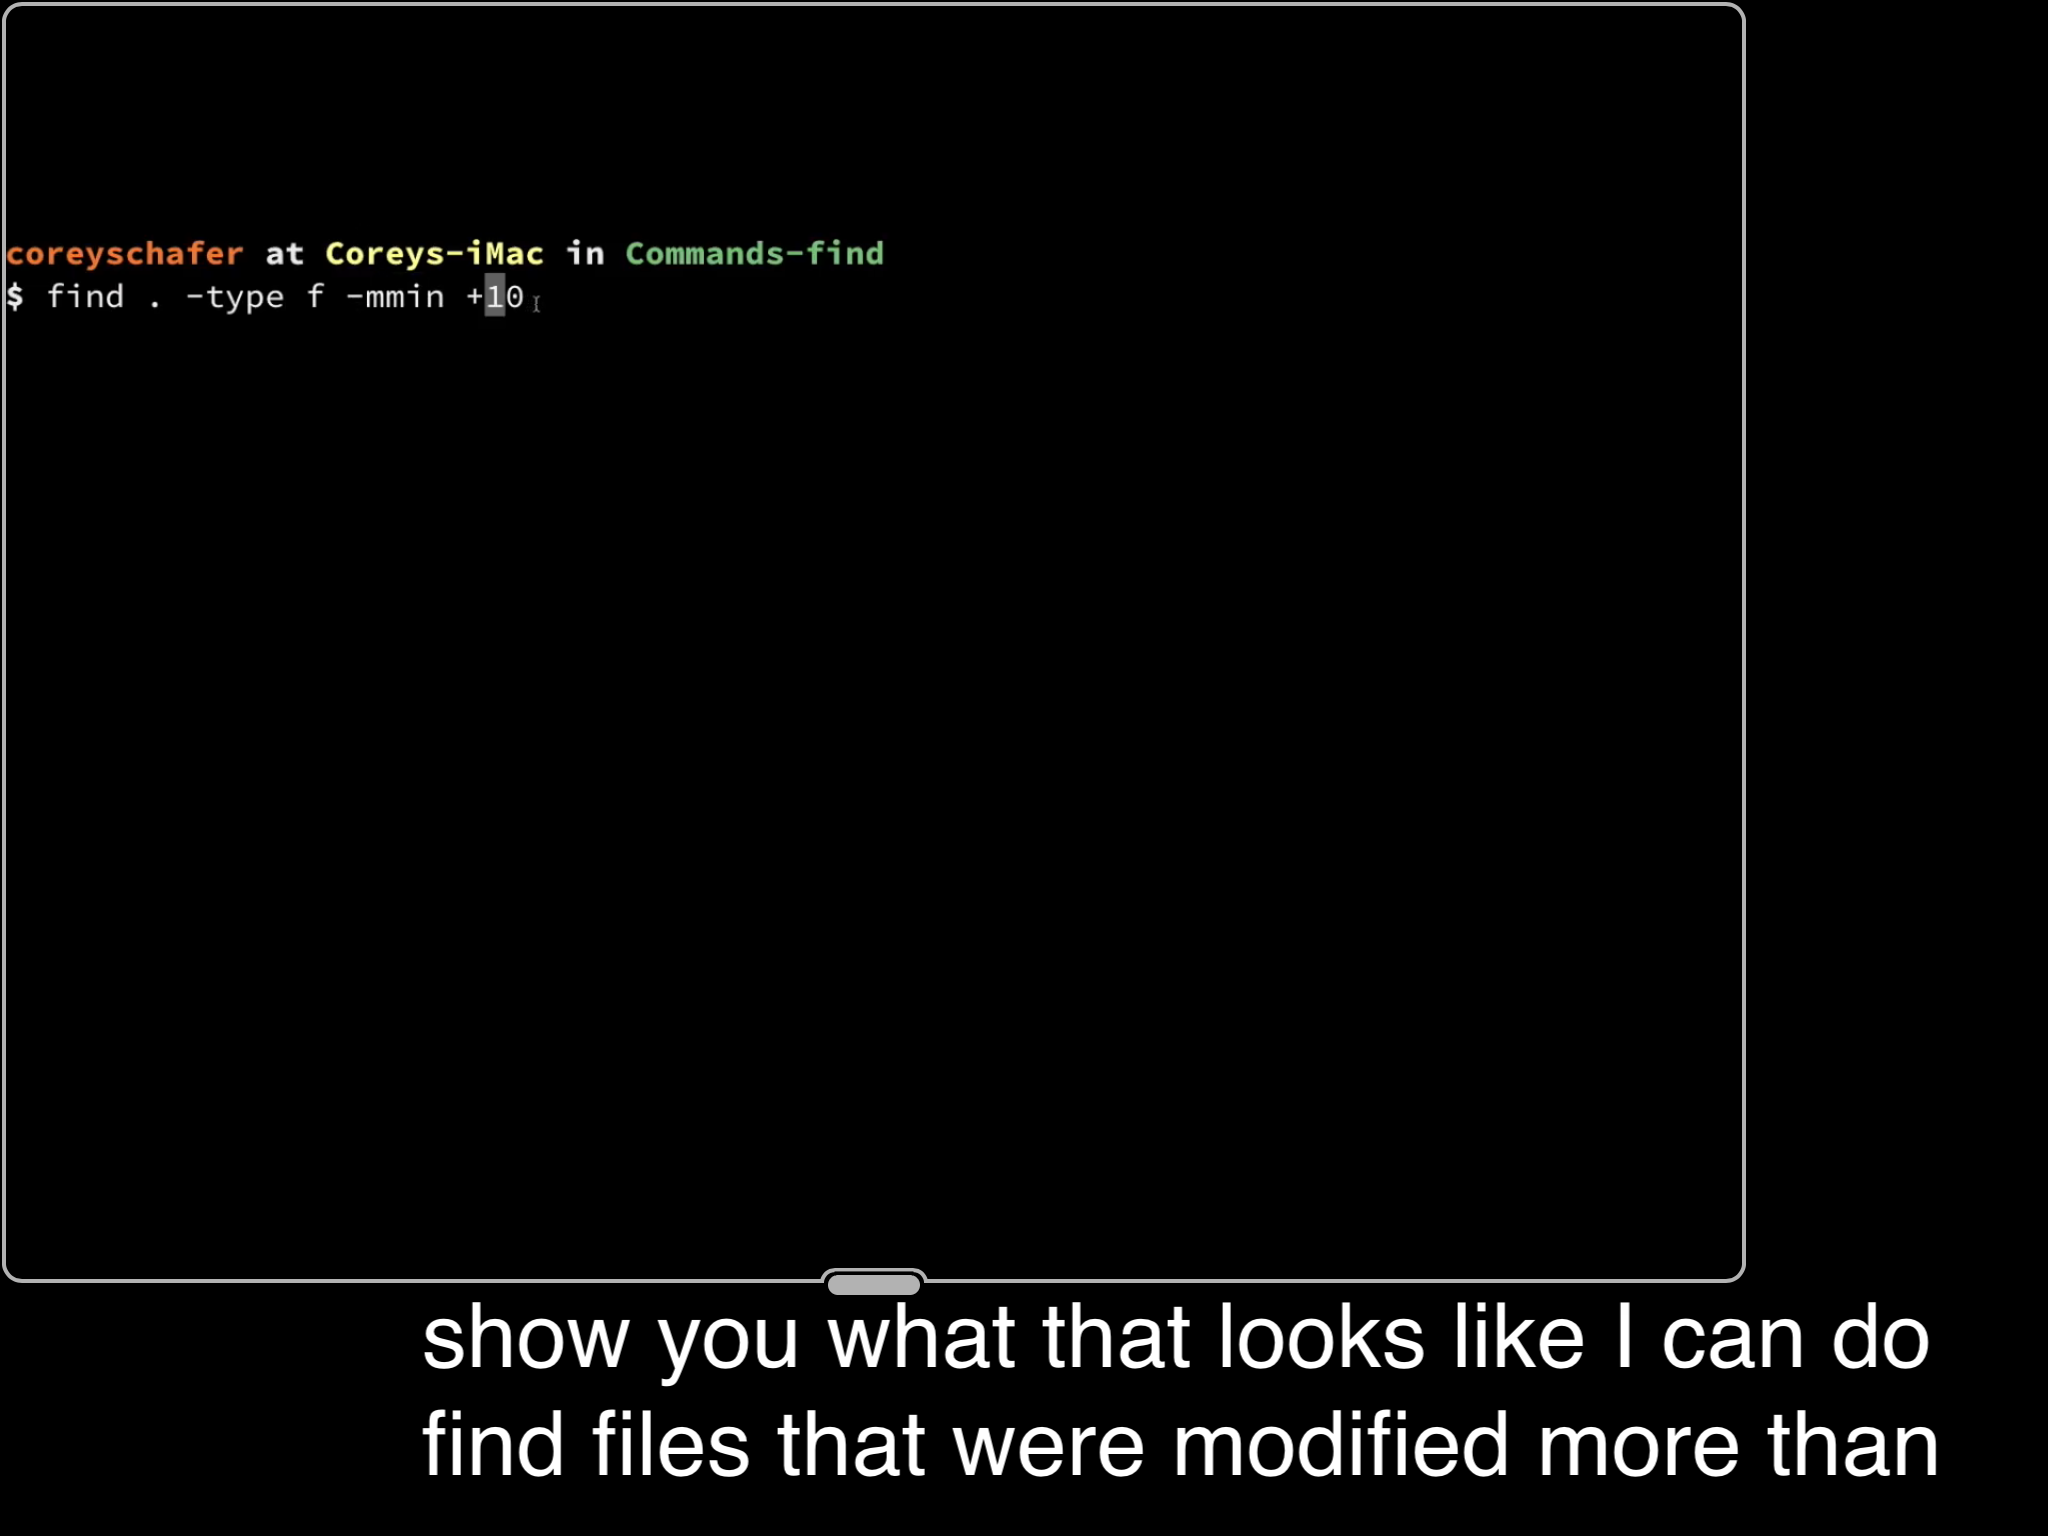 coreyschafer at Coreys-iMac in Commands-find
$ find . -type f -mmin +10
show you what that looks like I can do
find files that were modified more than